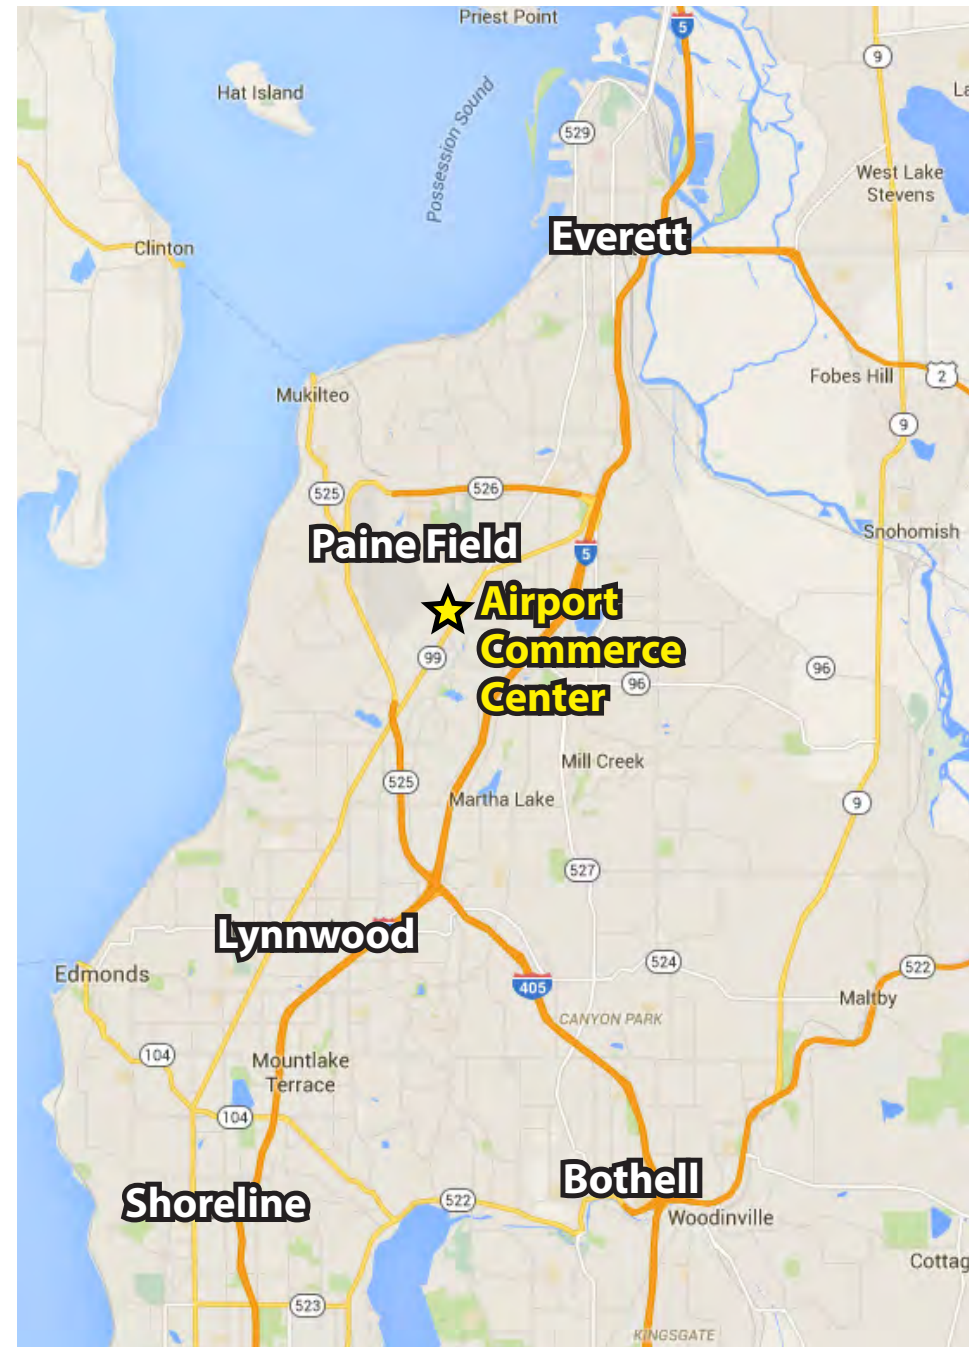 Priest Point
5
9
Hat Island
La
Possession Sound
529
West Lake
Stevens
Everett
Clinton
Fobes Hill
2
Mukilteo
9
525
526
Snohomish
Paine Field
5
Airport
Commerce
Center
99
96
96
Mill Creek
525
Martha Lake
9
527
Lynnwood
524
522
Edmonds
405
Maltby
CANYON PARK
104
Mountlake
Terrace
104
Bothell
Shoreline
522
Woodinville
Cottag
523
KINGSGATE